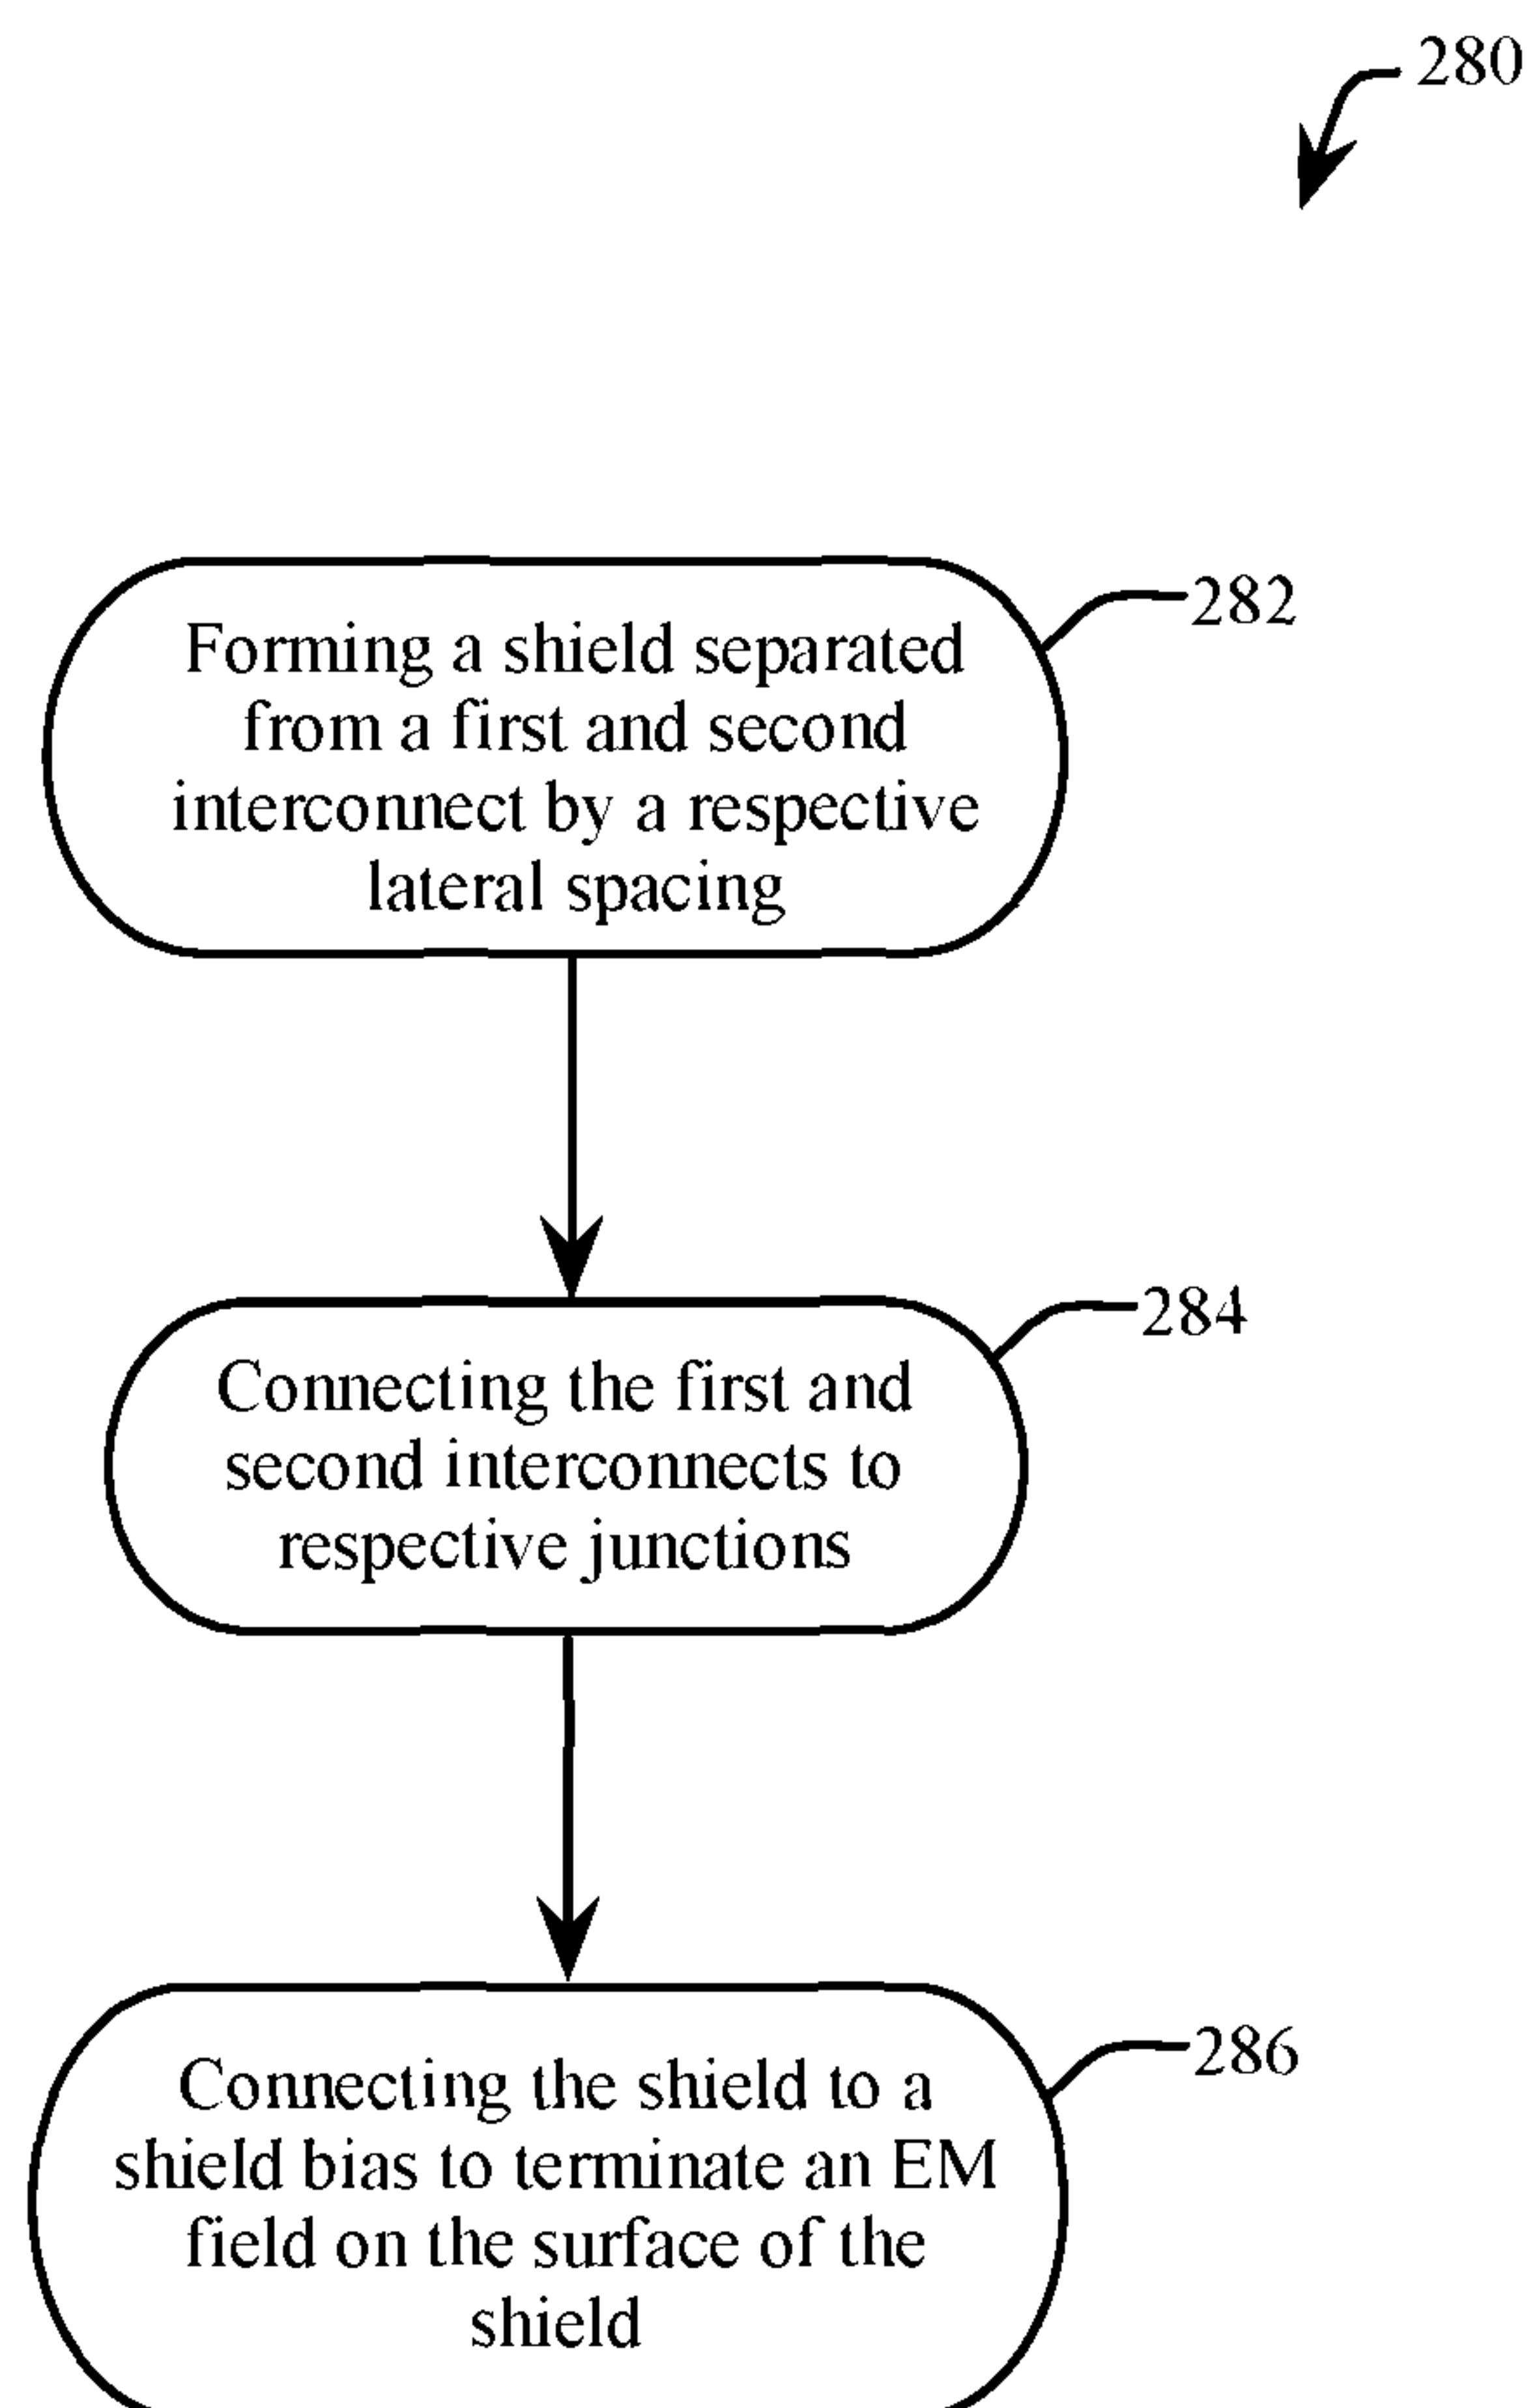 280
282
Forming a shield separated
from a first and second
interconnect by a respective
lateral spacing
284
Connecting the first and
second interconnects to
respective junctions
286
Connecting the shield to a
shield bias to terminate an EM
field on the surface of the
shield